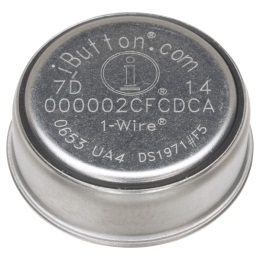 iButton®.com
i
7D 14
000002CFCDCA
1-Wire®
0653 UA4 DS1971#F5